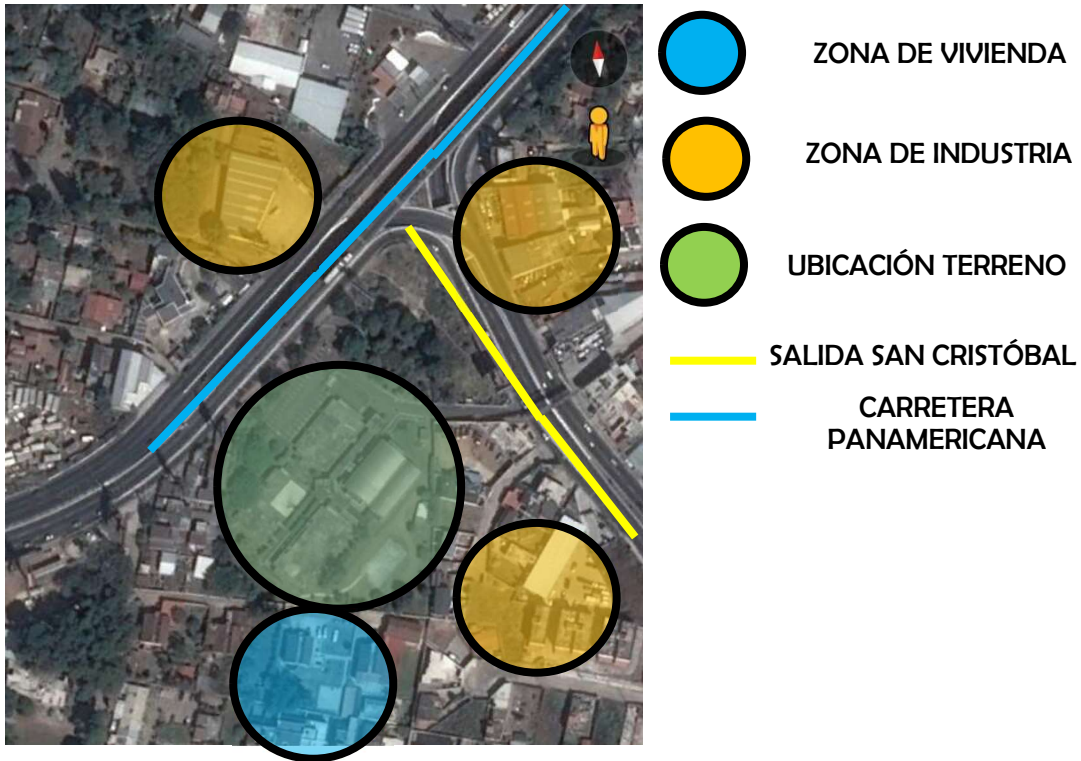 ZONA DE VIVIENDA
ZONA DE INDUSTRIA
UBICACIÓN TERRENO
SALIDA SAN CRISTÓBAL
CARRETERA
PANAMERICANA